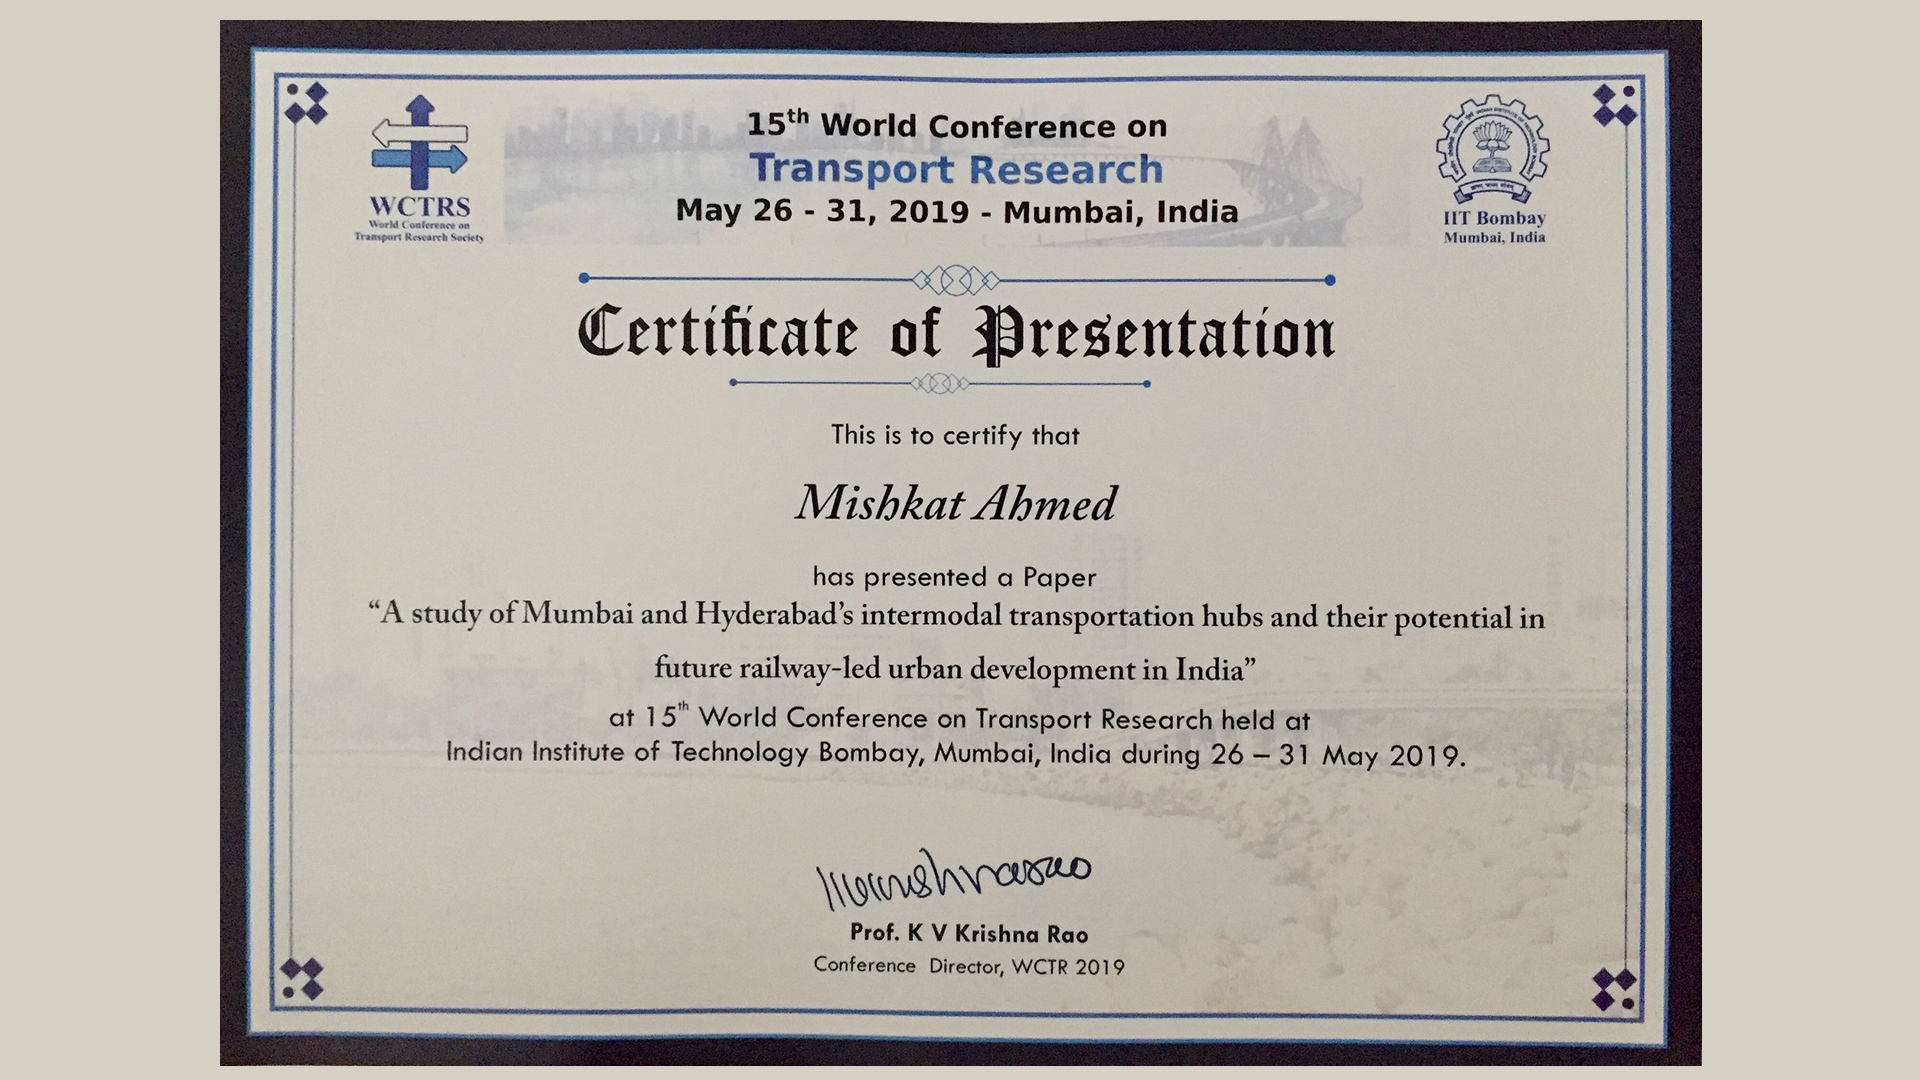 15th World Conference on
Transport Research
May 26 - 31, 2019 - Mumbai, India
WCTRS
World Conference on
Transport Research Society
IIT Bombay
Mumbai, India
Certificate of Presentation
This is to certify that
Mishkat Ahmed
has presented a Paper
“A study of Mumbai and Hyderabad’s intermodal transportation hubs and their potential in
future railway-led urban development in India”
at 15th World Conference on Transport Research held at
Indian Institute of Technology Bombay, Mumbai, India during 26 – 31 May 2019.
Prof. K V Krishna Rao
Conference Director, WCTR 2019